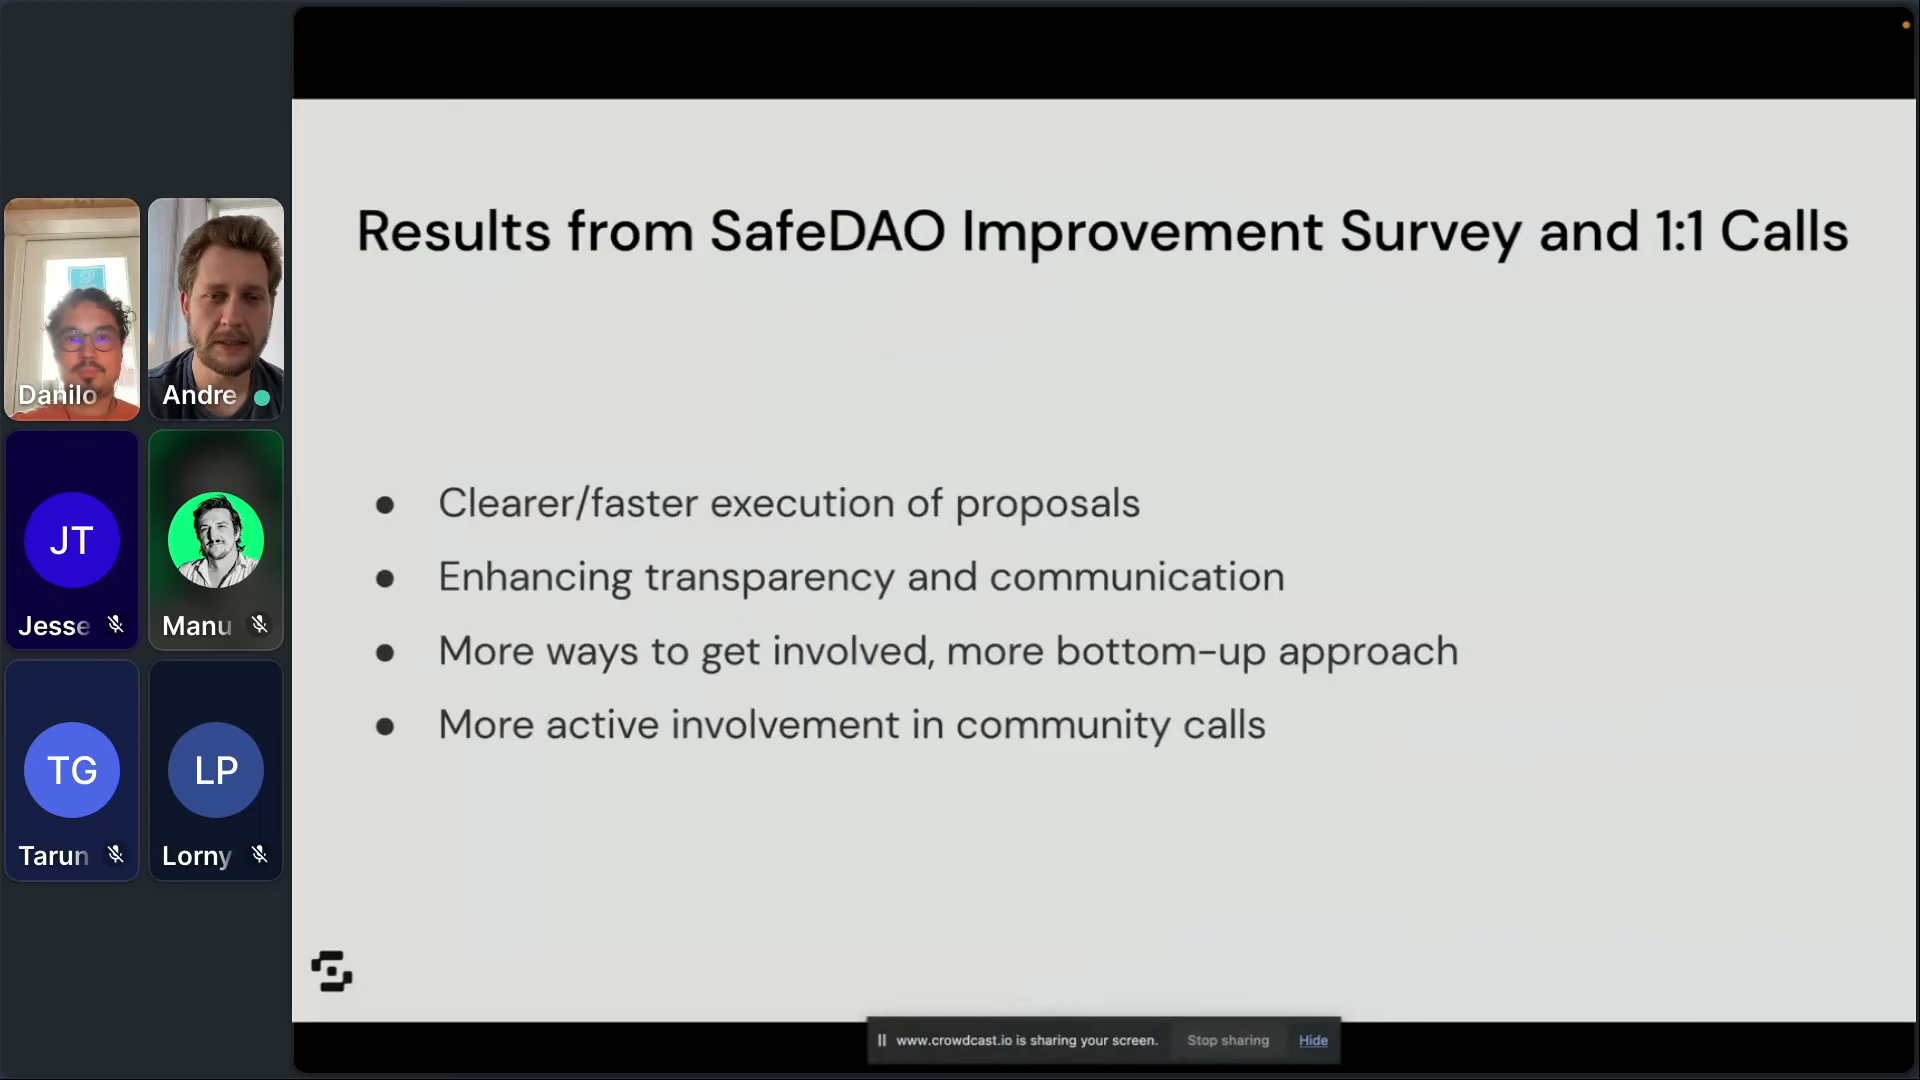 Results from SafeDAO Improvement Survey and 1:1 Calls
Clearer/faster execution of proposals
Enhancing transparency and communication
More ways to get involved, more bottom-up approach
More active involvement in community calls
Danilo
Andre
JT
Jesse
Manu
TG
Tarun
LP
Lorny
www.crowdcast.io is sharing your screen. Stop sharing Hide